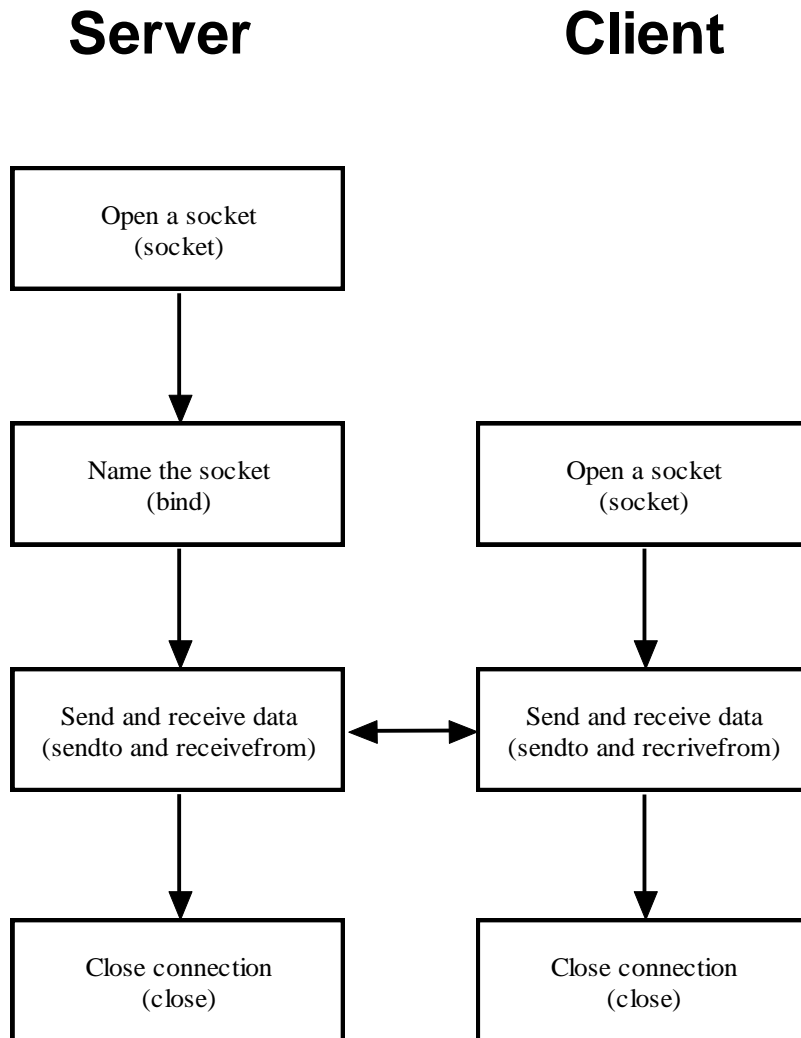 Server
Client
Open a socket
(socket)
Name the socket
(bind)
Open a socket
(socket)
Send and receive data
(sendto and receivefrom)
Send and receive data
(sendto and recrivefrom)
Close connection
(close)
Close connection
(close)